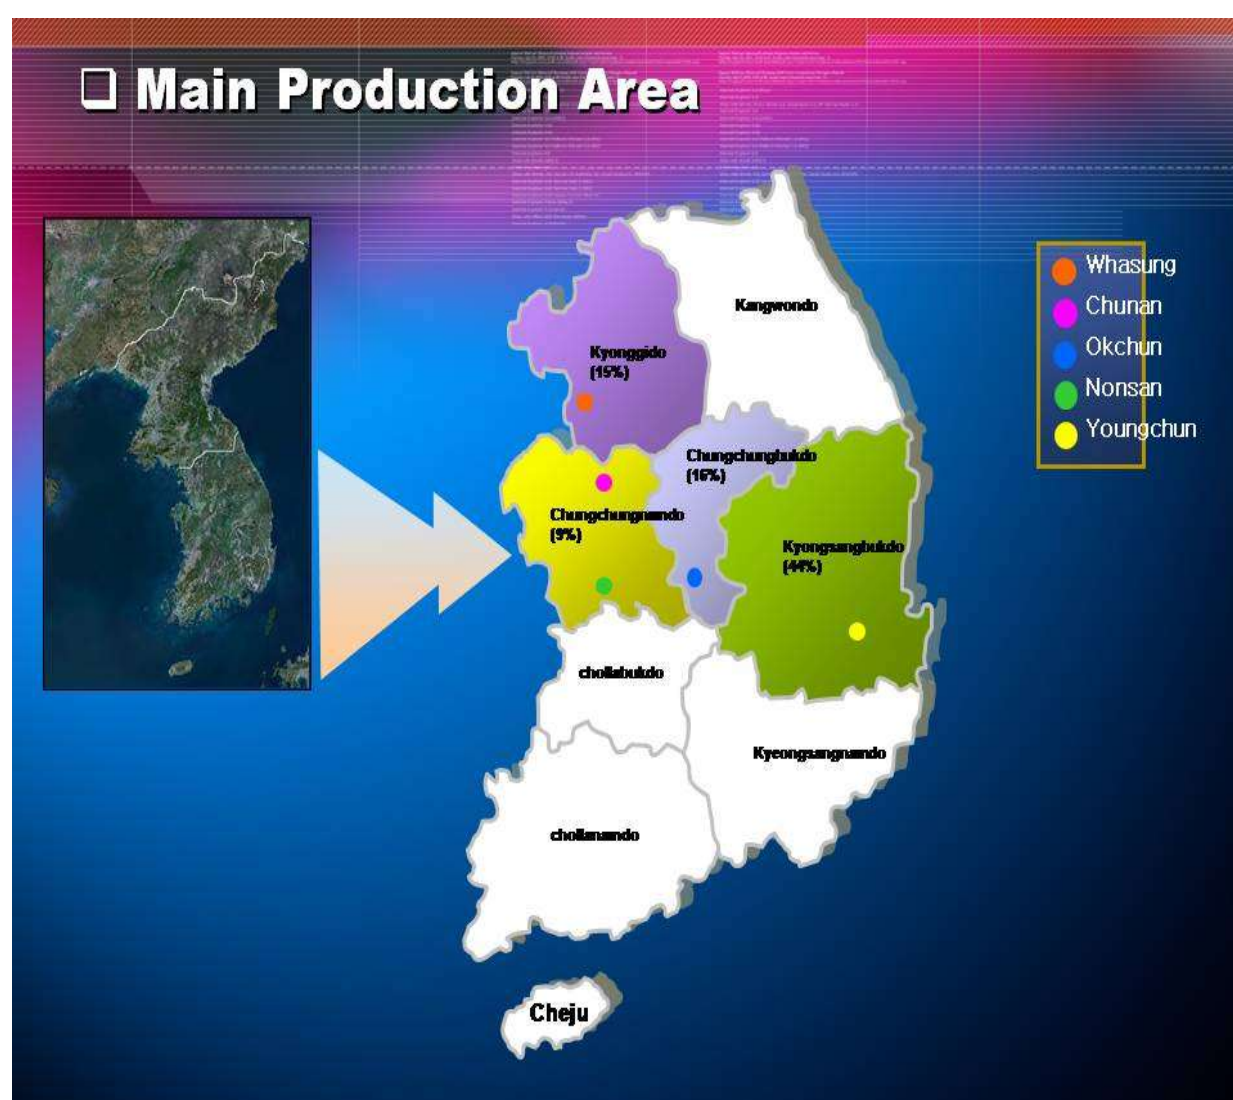 ❑ Main Production Area
Whasung
Chunan
Okchun
Nonsan
Youngchun
Kangwondo
Kyonggido
(15%)
Chungchungbukdo
(16%)
Chungchungnamdo
(9%)
Kyongsangbukdo
(44%)
chollabukdo
Kyeongsangnamdo
chollanamdo
Cheju